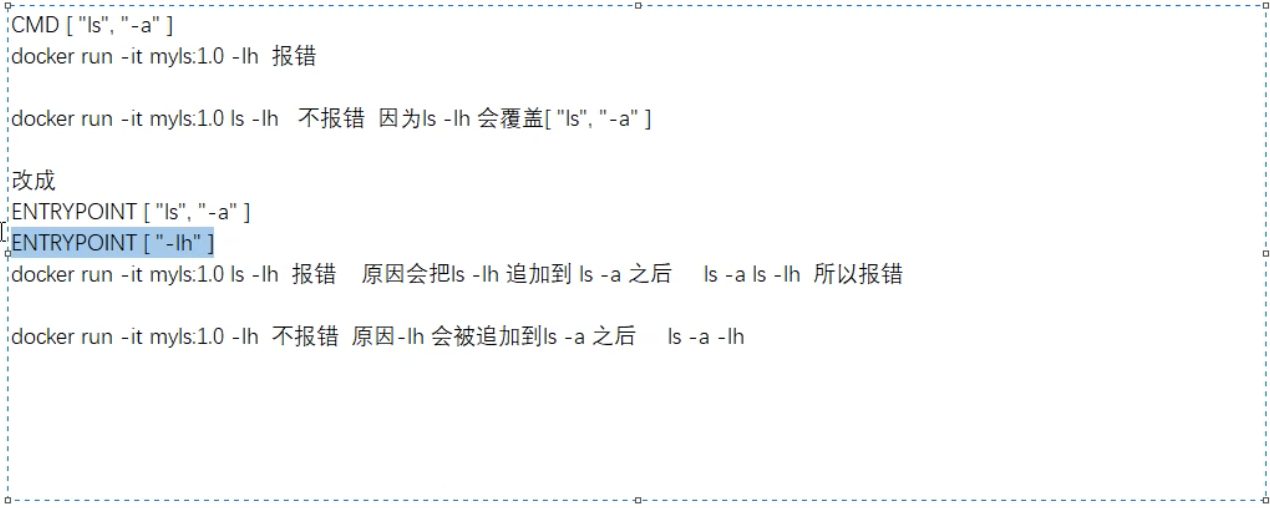 CMD [ "ls", "-a" ]
docker run -it myls:1.0 -lh 报错
docker run -it myls:1.0 ls -lh 不报错 因为ls -lh 会覆盖[ "ls", "-a" ]
改成
ENTRYPOINT [ "ls", "-a" ]
ENTRYPOINT [ "-lh" ]
docker run -it myls:1.0 ls -lh 报错 原因会把ls -lh 追加到 ls -a 之后 ls -a ls -lh 所以报错
docker run -it myls:1.0 -lh 不报错 原因-lh 会被追加到ls -a 之后 ls -a -lh